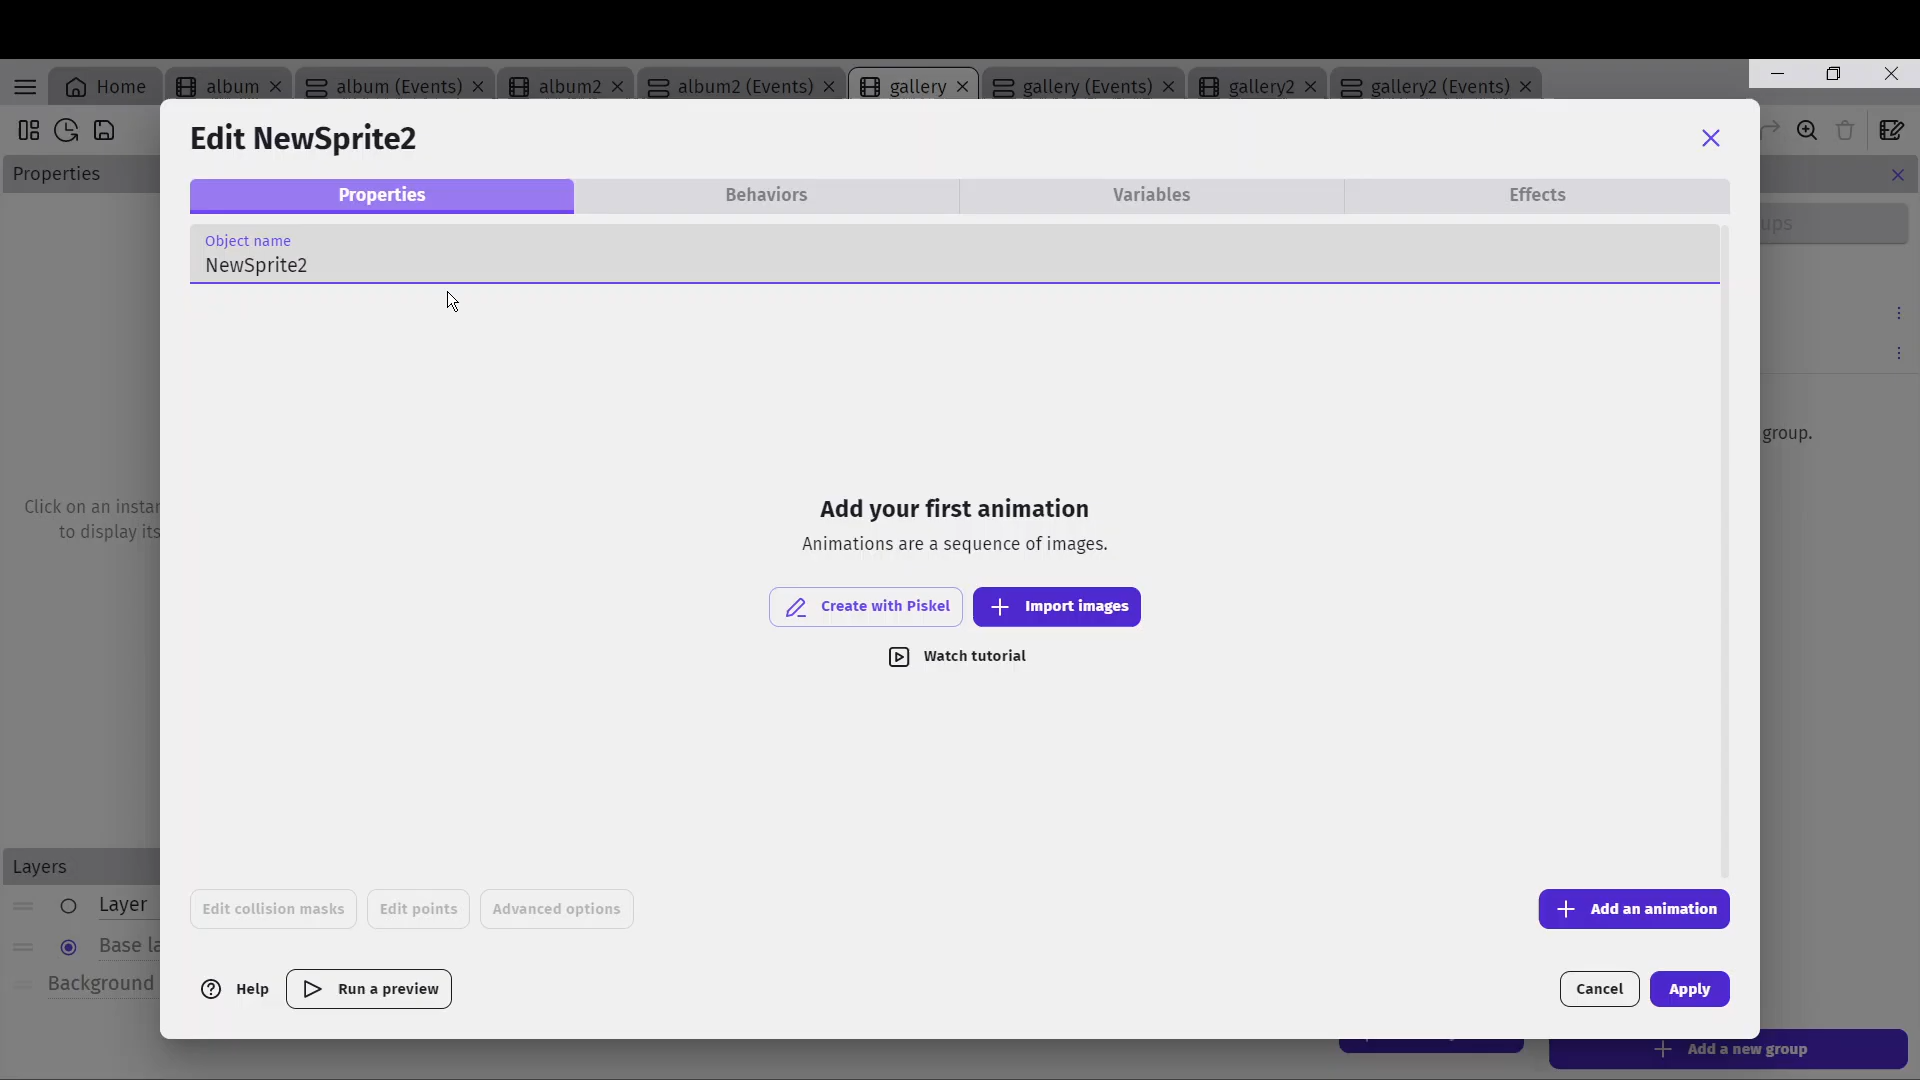 Home
album
album (Events)
album2
album2 (Events)
gallery
gallery (Events)
gallery2
gallery2 (Events)
Edit NewSprite2
Properties
Properties
Behaviors
Variables
Effects
Object name
NewSprite2
ups
group.
Click on an instan
to display its
Add your first animation
Animations are a sequence of images.
Create with Piskel
Import images
Watch tutorial
Layers
Layer
Base la
Background
Edit collision masks
Edit points
Advanced options
Add an animation
Help
Run a preview
Cancel
Apply
Add a new group